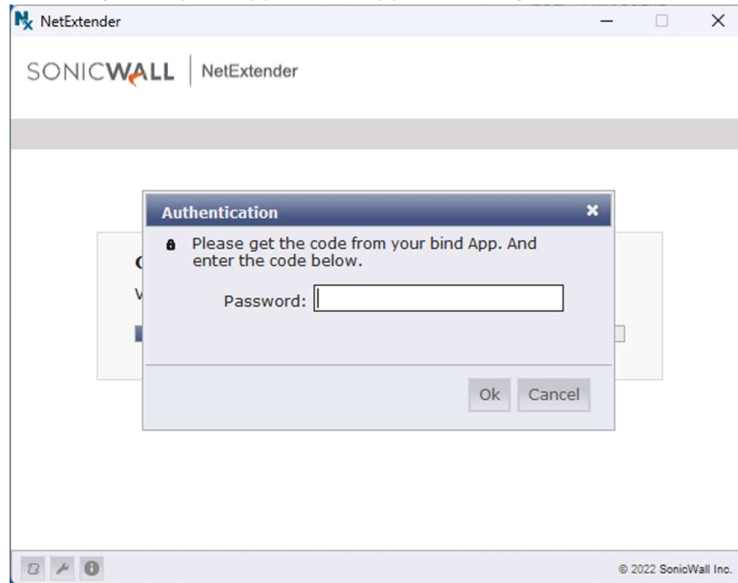 NetExtender
SONICWALL NetExtender
Authentication
Please get the code from your bind App. And
enter the code below.
Password:
Ok Cancel
© 2022 SonicWall Inc.